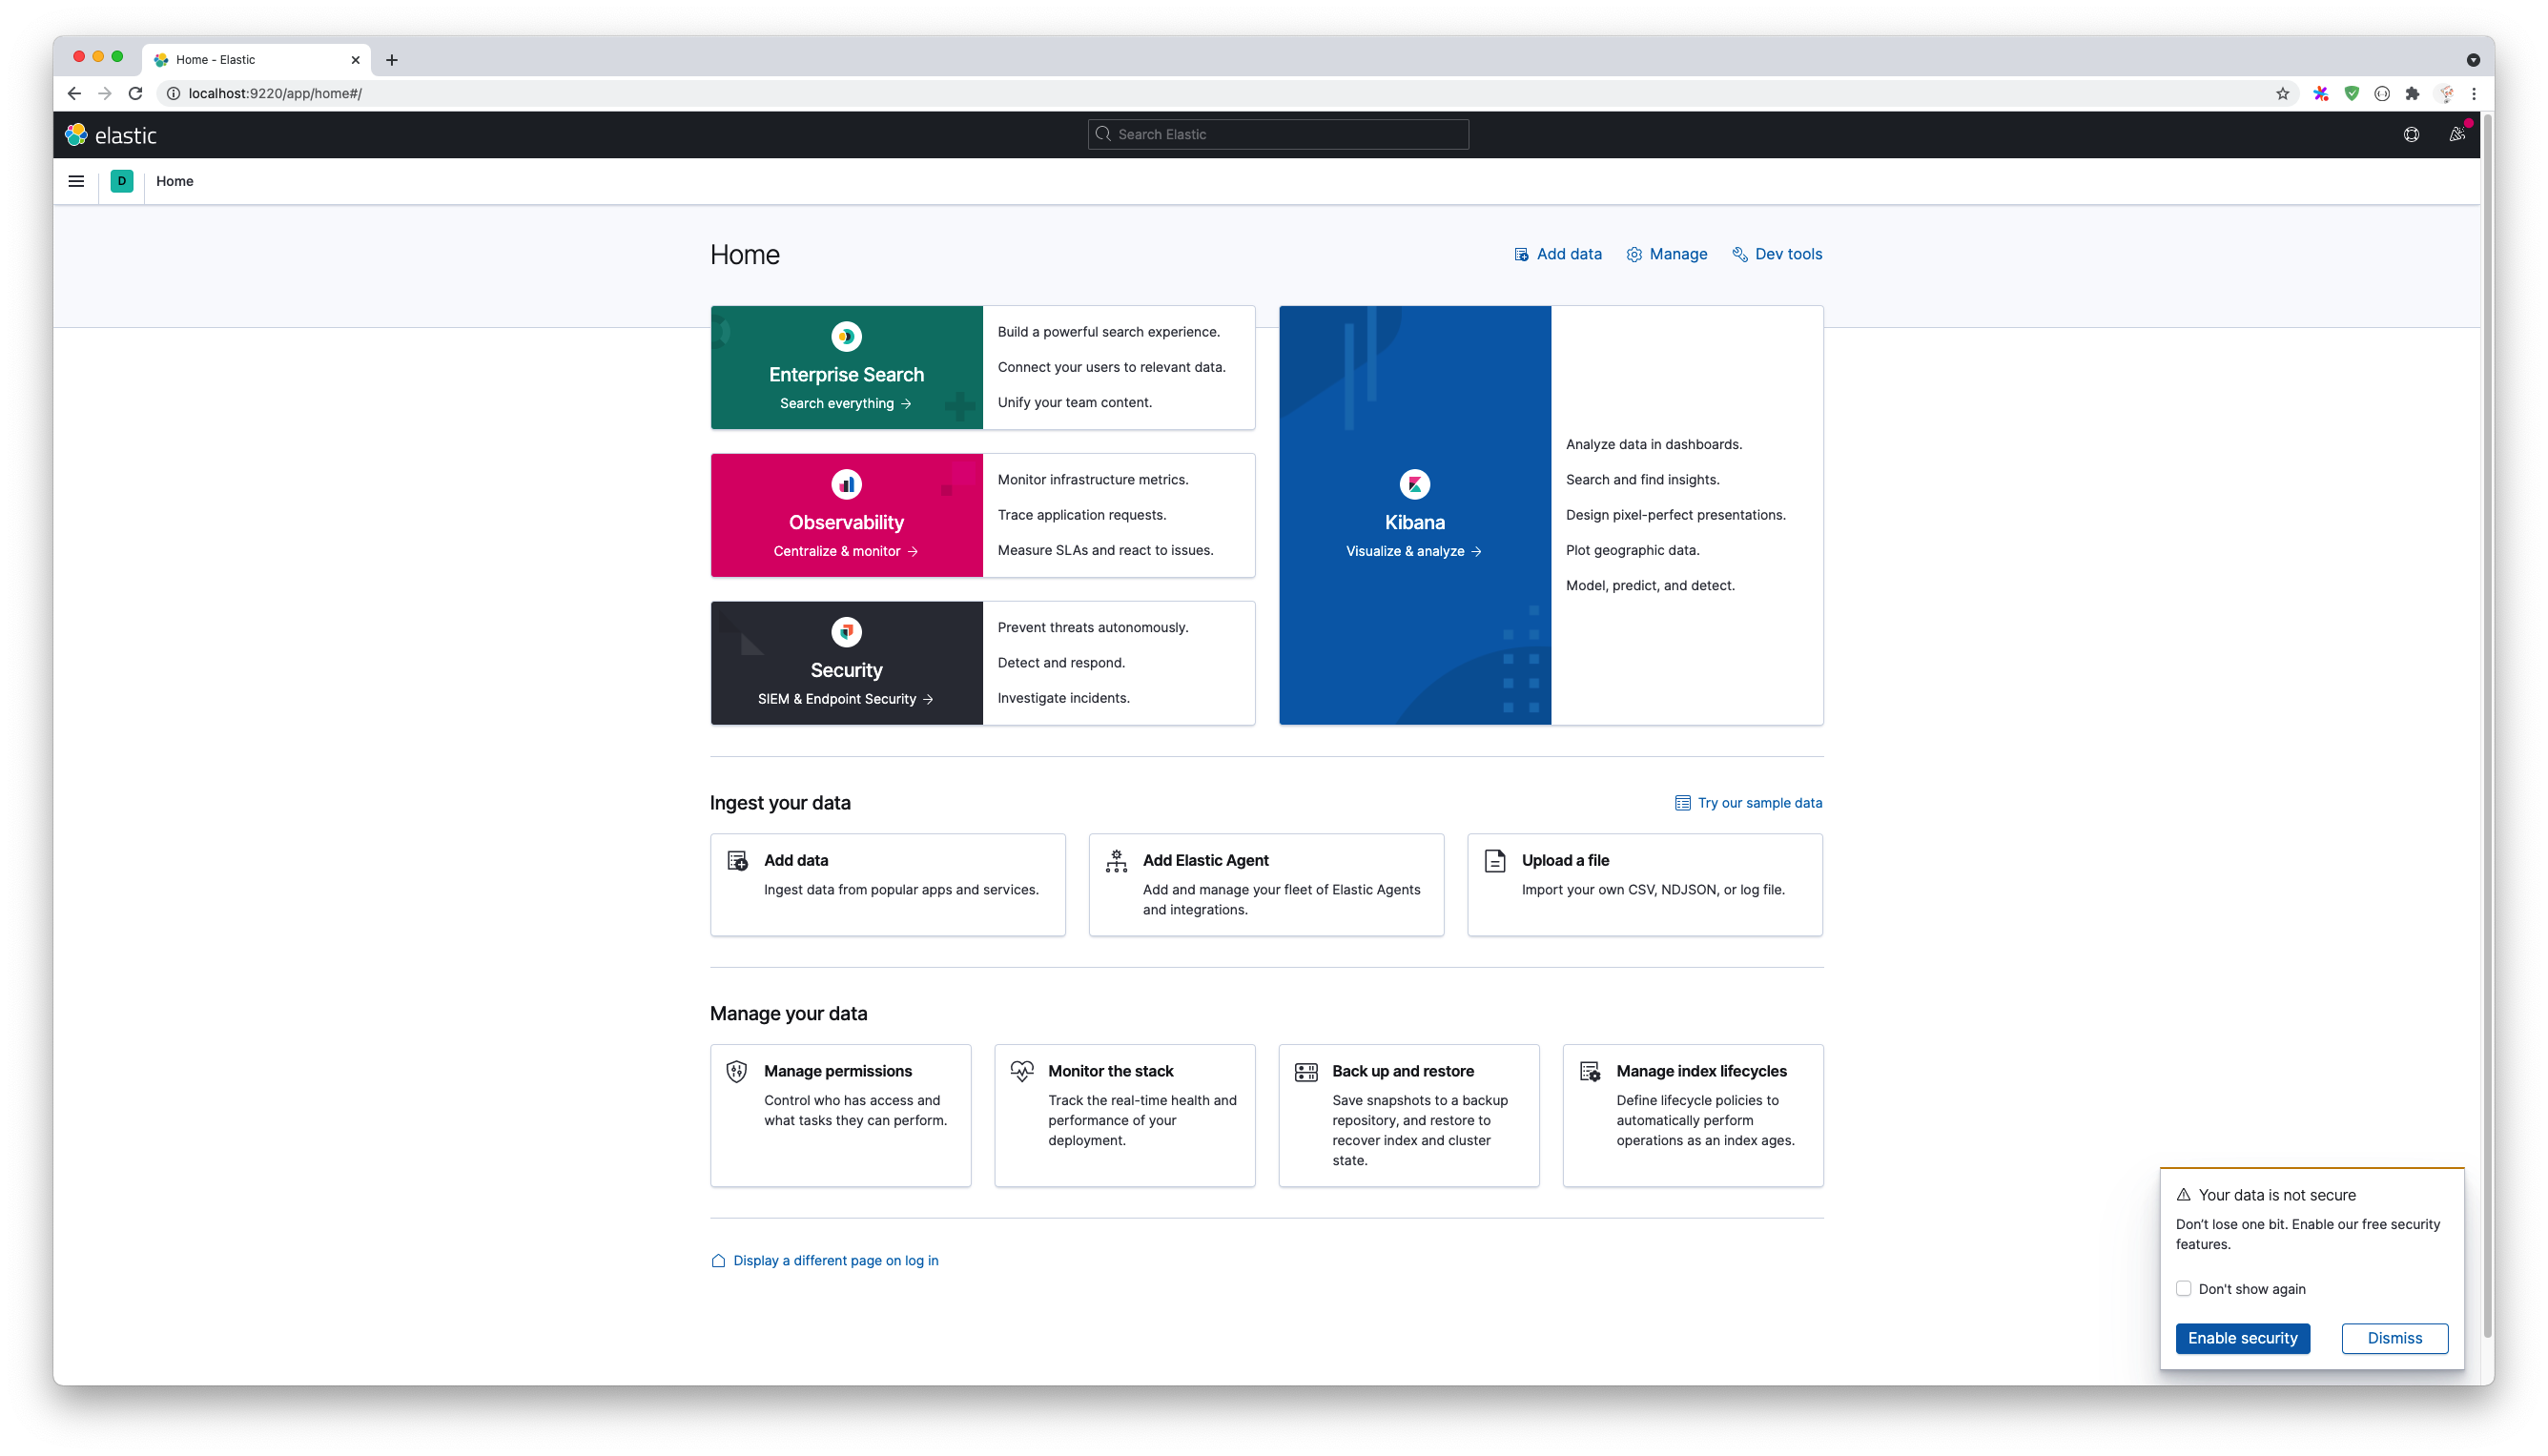 Home - Elastic
localhost:9220/app/home#/
elastic
Search Elastic
D
Home
Home
Add data
Manage
Dev tools
Enterprise Search
Search everything →
Build a powerful search experience.
Connect your users to relevant data.
Unify your team content.
Observability
Centralize & monitor →
Monitor infrastructure metrics.
Trace application requests.
Measure SLAs and react to issues.
Security
SIEM & Endpoint Security →
Prevent threats autonomously.
Detect and respond.
Investigate incidents.
Kibana
Visualize & analyze →
Analyze data in dashboards.
Search and find insights.
Design pixel-perfect presentations.
Plot geographic data.
Model, predict, and detect.
Ingest your data
Try our sample data
Add data
Ingest data from popular apps and services.
Add Elastic Agent
Add and manage your fleet of Elastic Agents
and integrations.
Upload a file
Import your own CSV, NDJSON, or log file.
Manage your data
Manage permissions
Control who has access and
what tasks they can perform.
Monitor the stack
Track the real-time health and
performance of your
deployment.
Back up and restore
Save snapshots to a backup
repository, and restore to
recover index and cluster
state.
Manage index lifecycles
Define lifecycle policies to
automatically perform
operations as an index ages.
Display a different page on log in
Your data is not secure
Don’t lose one bit. Enable our free security
features.
Don't show again
Enable security
Dismiss